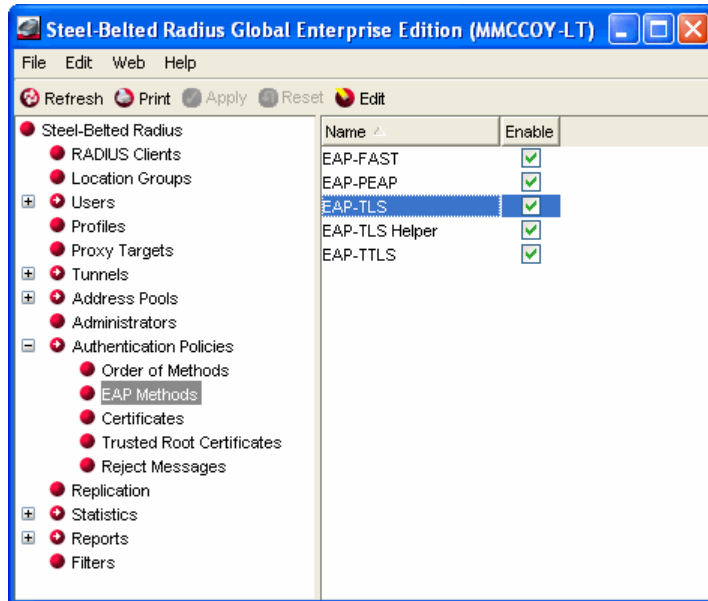 Steel-Belted Radius Global Enterprise Edition (MMCCOY-LT)
File Edit Web Help
Refresh Print Apply Reset Edit
Steel-Belted Radius
RADIUS Clients
Location Groups
Users
Profiles
Proxy Targets
Tunnels
Address Pools
Administrators
Authentication Policies
Order of Methods
EAP Methods
Certificates
Trusted Root Certificates
Reject Messages
Replication
Statistics
Reports
Filters
Name Enable
EAP-FAST
EAP-PEAP
EAP-TLS
EAP-TLS Helper
EAP-TTLS